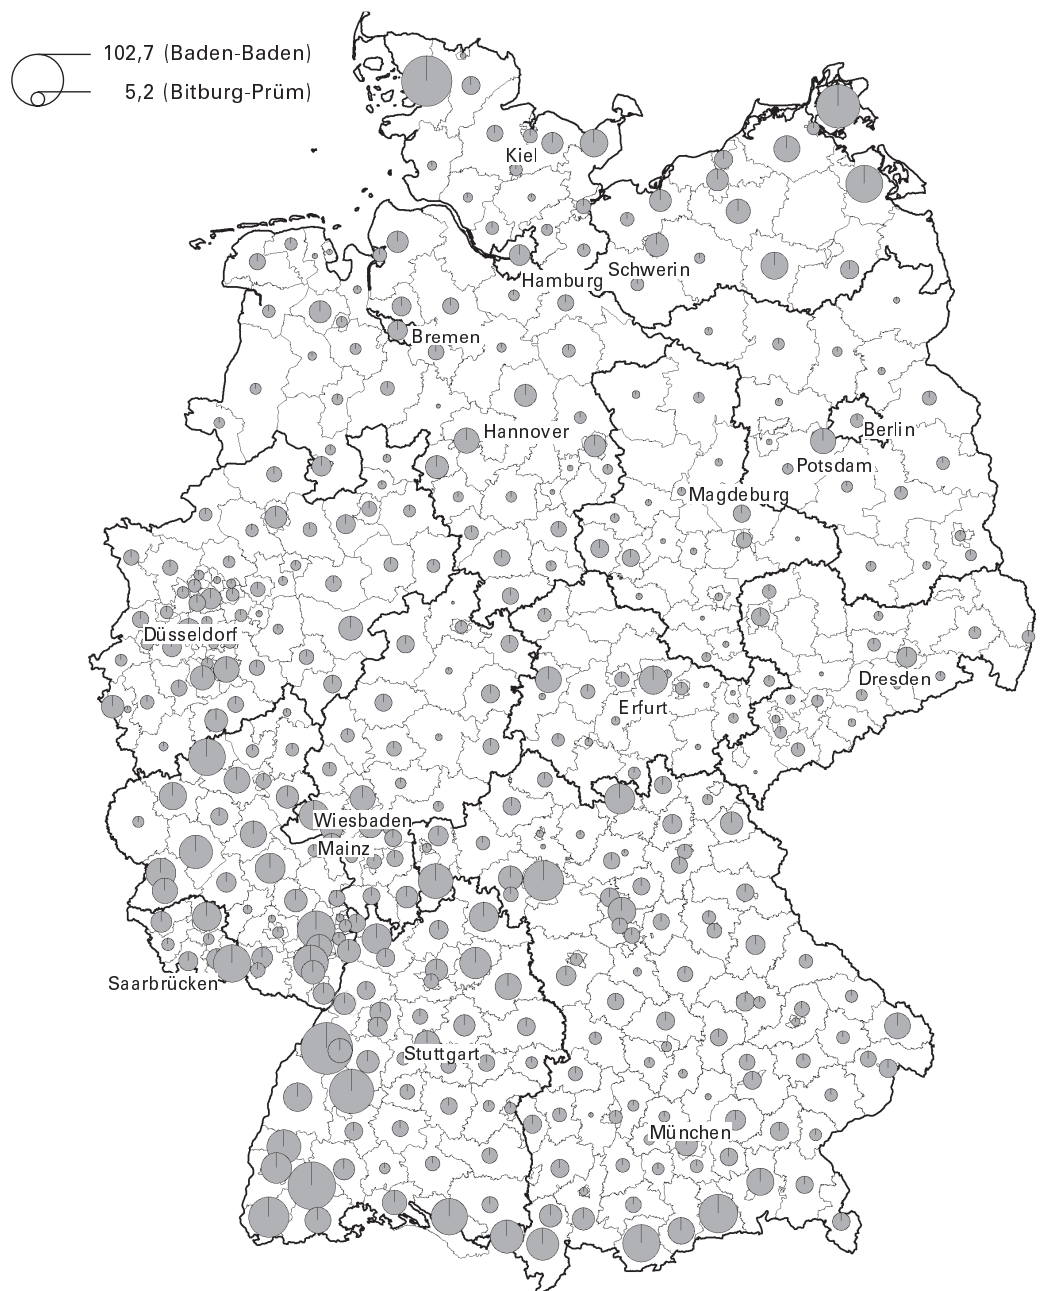 102,7 (Baden-Baden)
5,2 (Bitburg-Prüm)
Kiel
Hamburg
Schwerin
Bremen
Hannover
Berlin
Potsdam
Magdeburg
Düsseldorf
Dresden
Erfurt
Wiesbaden
Mainz
Saarbrücken
Stuttgart
München